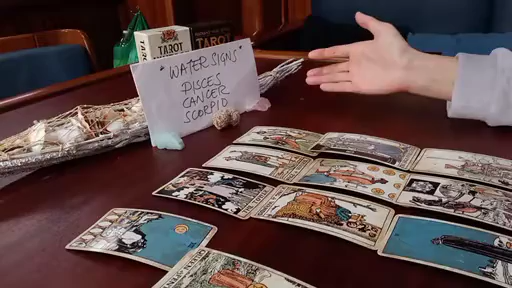 TAROT
TAROT
"WATER SIGNS"
PISCES
CANCER
SCORPIO